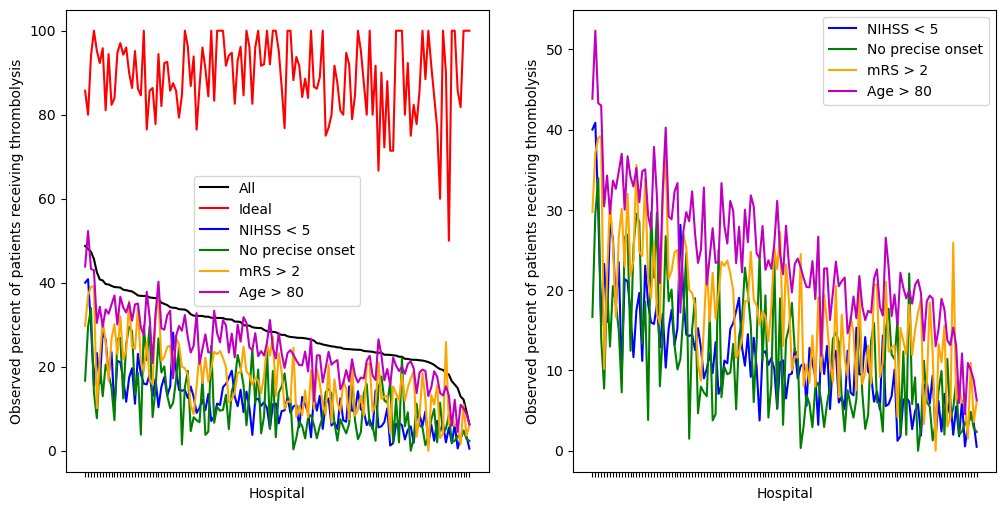 Observed percent of patients receiving thrombolysis
100
80
60
40
20
0
All
Ideal
NIHSS < 5
No precise onset
mRS > 2
Age > 80
Hospital
Observed percent of patients receiving thrombolysis
50
40
30
20
10
0
NIHSS < 5
No precise onset
mRS > 2
Age > 80
Hospital